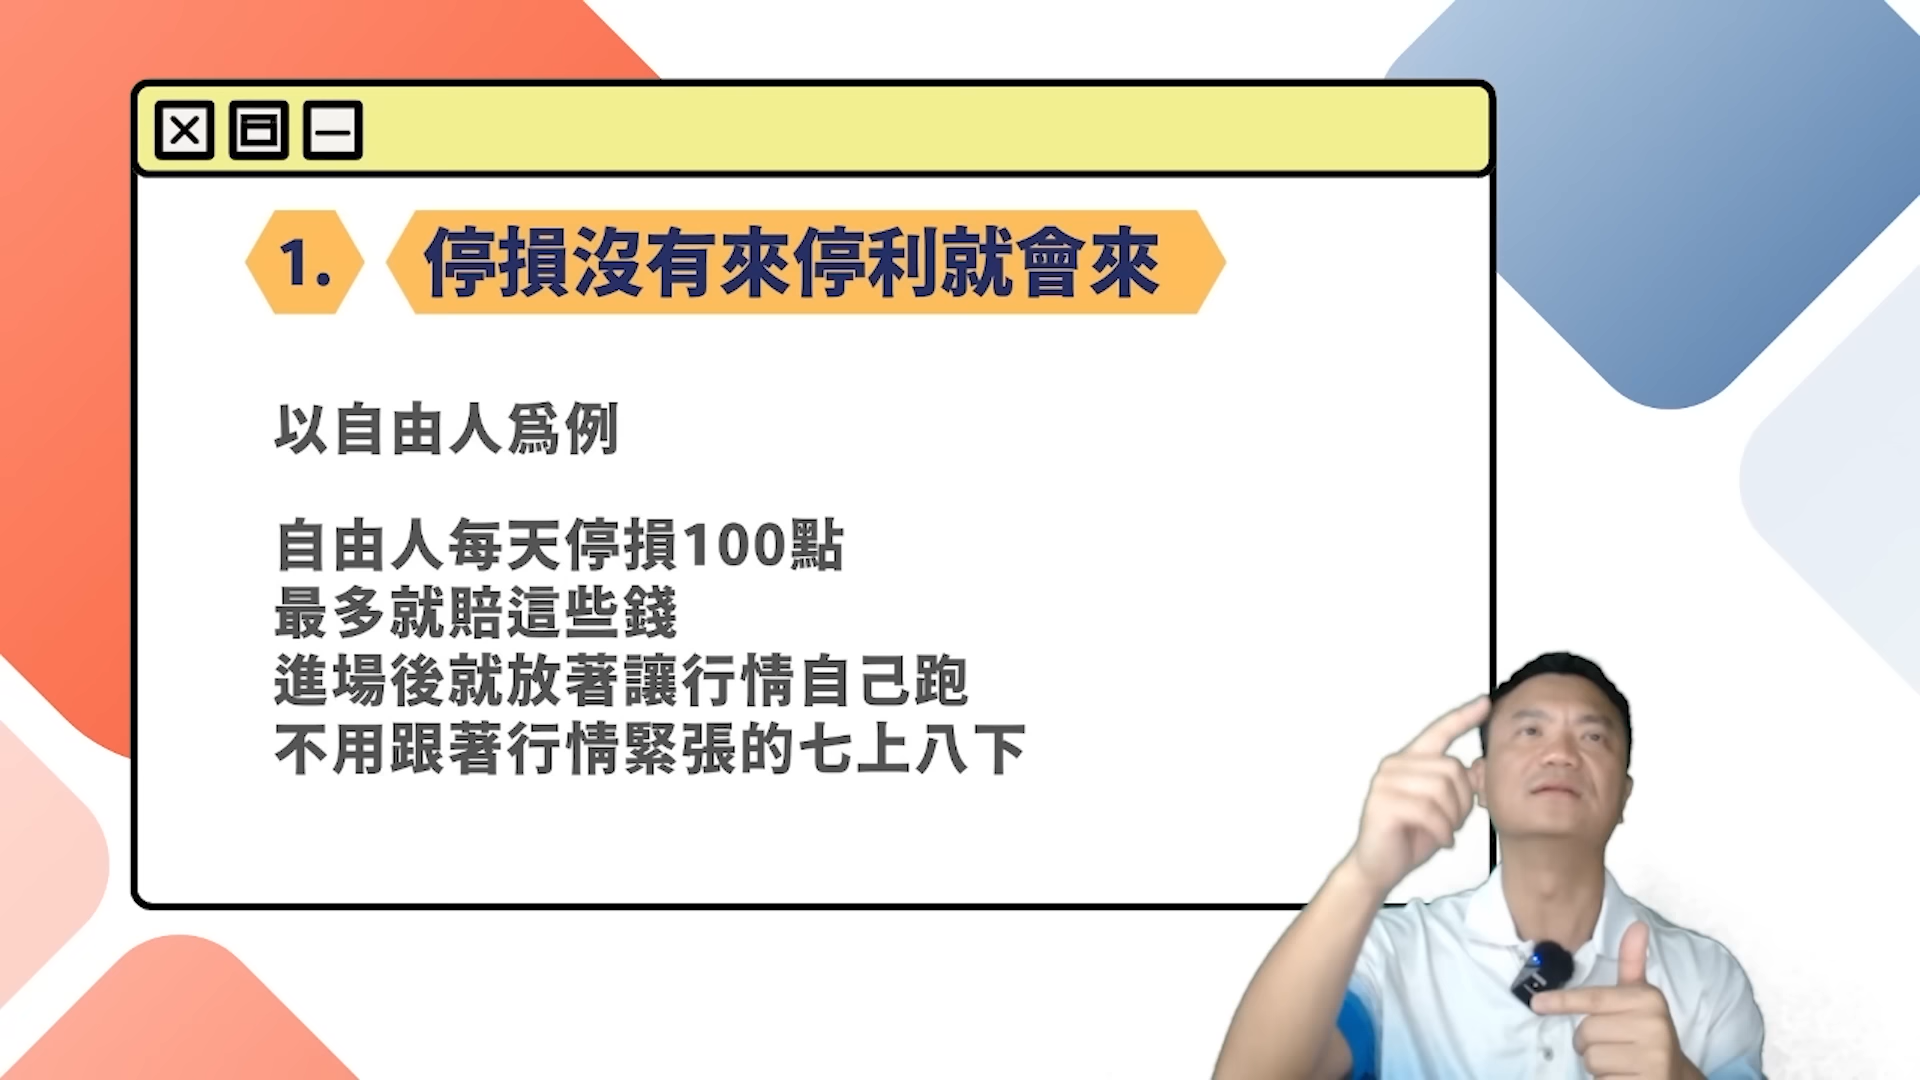 1. 停損沒有來停利就會來
以自由人爲例
自由人每天停損100點
最多就賠這些錢
進場後就放著讓行情自己跑
不用跟著行情緊張的七上八下